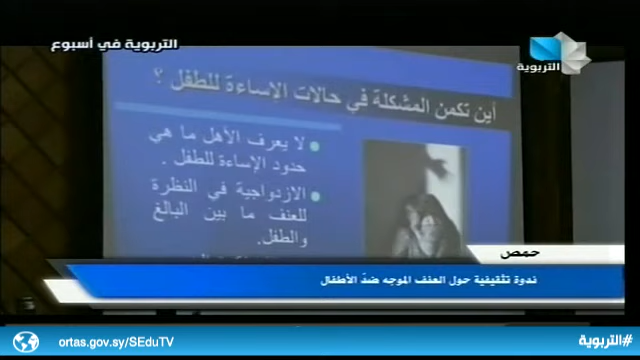 التربوية في أسبوع
التربوية
أين تكمن المشكلة في حالات الإساءة للطفل ؟
لا يعرف الأهل ما هي
حدود الإساءة للطفل .
الازدواجية في النظرة
للعنف ما بين البالغ
والطفل.
حمص
ندوة تثقيفية حول العنف الموجه ضدّ الأطفال
ortas.gov.sy/SEduTV
#التربوية